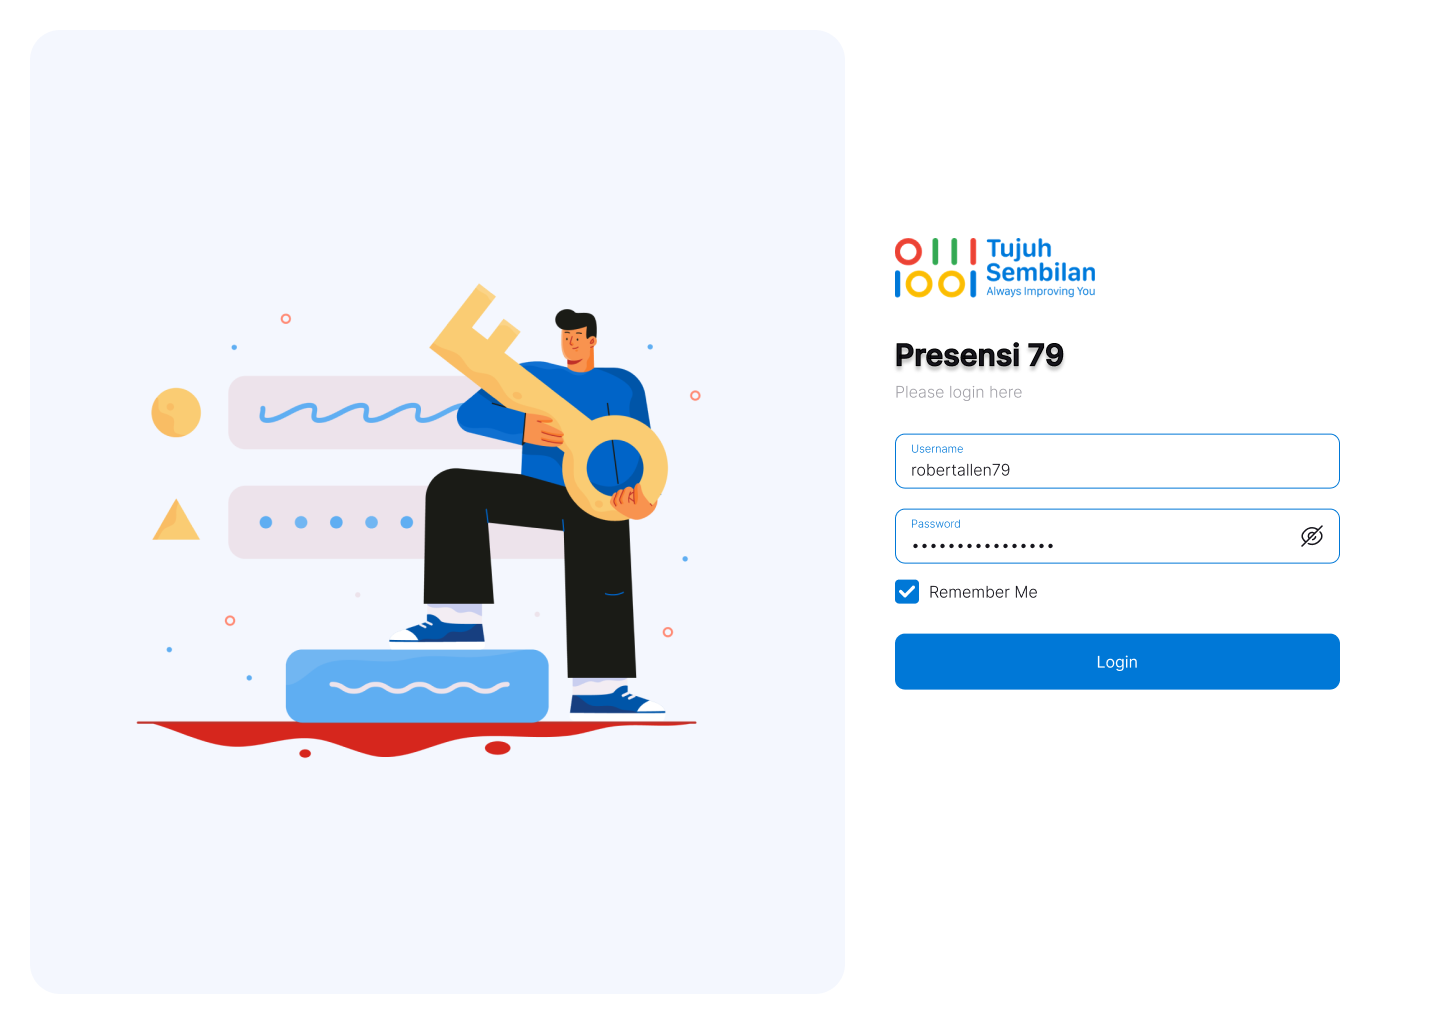 Tujuh
Sembilan
Always Improving You
Presensi 79
Please login here
Username
robertallen79
Password
••••••••••••••••
Remember Me
Login